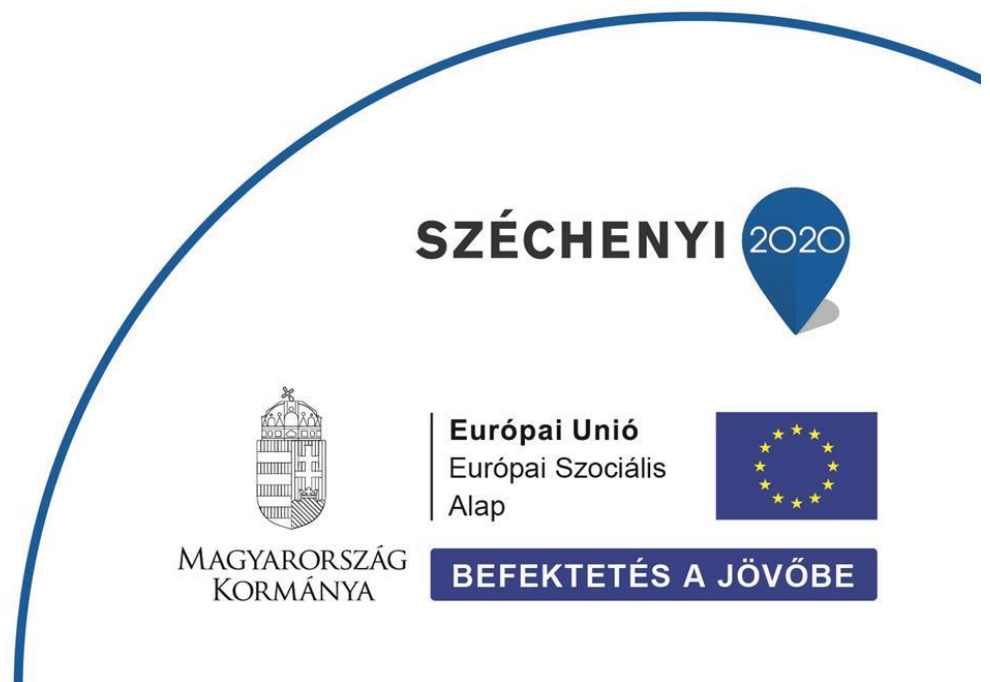 SZÉCHENYI 2020
Európai Unió
Európai Szociális
Alap
MAGYARORSZÁG
KORMÁNYA
BEFEKTETÉS A JÖVŐBE